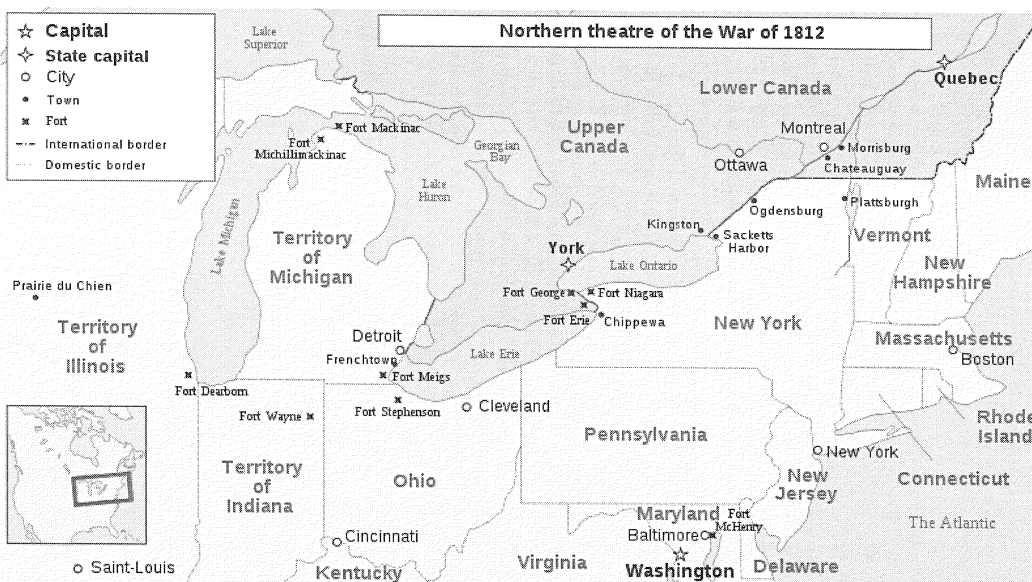 Northern theatre of the War of 1812
Capital
State capital
City
Town
Fort
International border
Domestic border
Lake
Superior
Lower Canada
Quebec
Upper
Canada
Montreal
Morrisburg
Chateauguay
Ottawa
Maine
Fort Mackinac
Fort
Michillimackinac
Georgian
Bay
Lake
Huron
Lake Michigan
Ogdensburg
Plattsburgh
Kingston
Sacketts
Harbor
Vermont
New
Hampshire
Territory
of
Michigan
York
Lake Ontario
Prairie du Chien
Fort George
Fort Niagara
Fort Erie
Chippewa
New York
Territory
of
Illinois
Detroit
Frenchtown
Lake Erie
Massachusetts
Boston
Fort Dearborn
Fort Meigs
Fort Stephenson
Fort Wayne
Cleveland
Rhode
Island
Pennsylvania
New York
Connecticut
Territory
of
Indiana
Ohio
New
Jersey
Maryland
Fort
McHenry
Baltimore
The Atlantic
Cincinnati
Saint-Louis
Kentucky
Virginia
Washington
Delaware